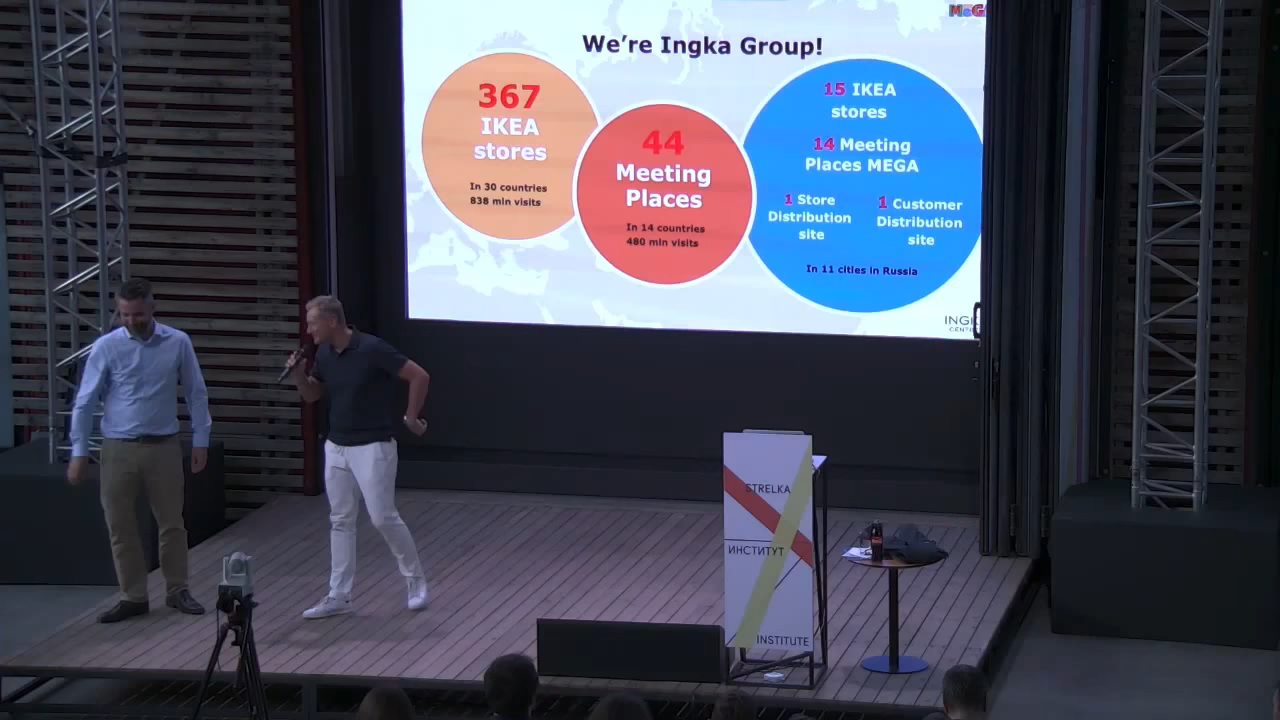 We're Ingka Group!
367
IKEA
stores
In 30 countries
838 mln visits
44
Meeting
Places
In 14 countries
480 mln visits
15 IKEA
stores
14 Meeting
Places MEGA
1 Store
Distribution
site
1 Customer
Distribution
site
In 11 cities in Russia
STRELKA
ИНСТИТУТ
INSTITUTE